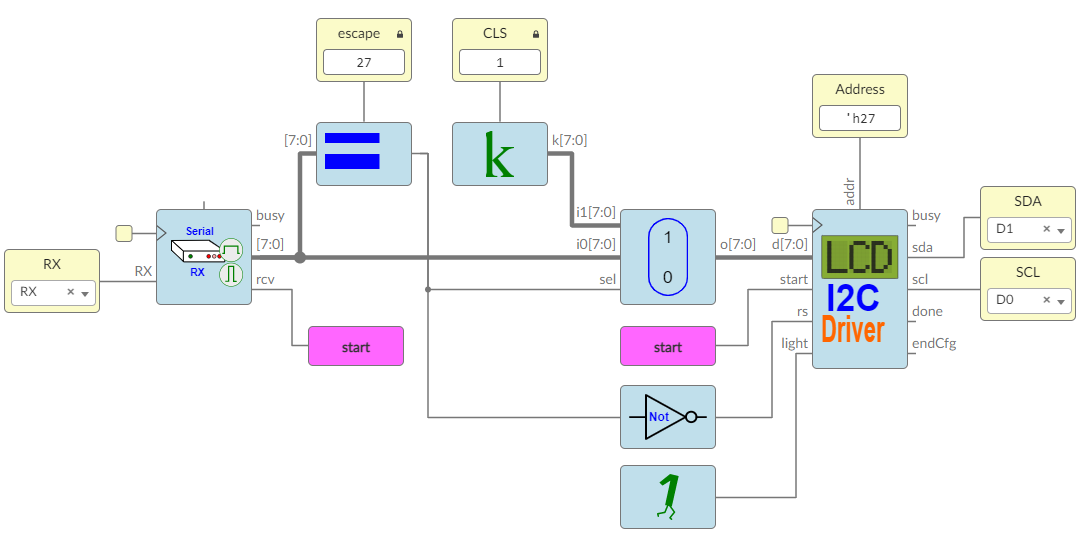 escape
27
CLS
1
Address
'h27
[7:0]
k
k[7:0]
addr
SDA
D1
busy
Serial
RX
[7:0]
i1[7:0]
1
i0[7:0]
0
o[7:0]
d[7:0]
LCD
I2C
Driver
busy
sda
RX
RX
RX
rcv
sel
start
scl
SCL
D0
start
start
rs
done
light
endCfg
Not
1